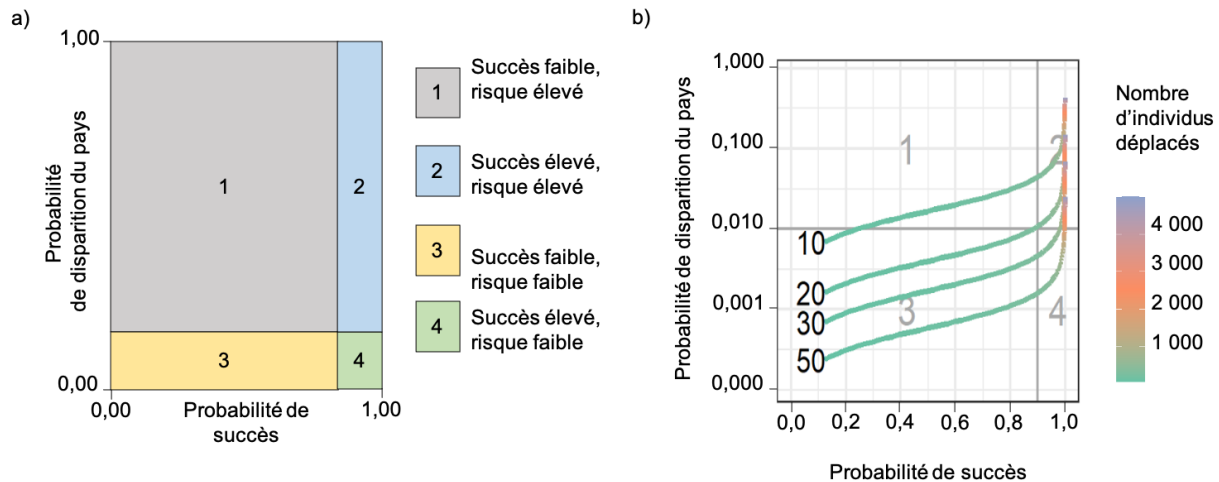 a)
Probabilité
de disparition du pays
1,00
0,00
0,00
1,00
Probabilité de
succès
1
2
3
4
1
Succès faible,
risque élevé
2
Succès élevé,
risque élevé
3
Succès faible,
risque faible
4
Succès élevé,
risque faible
b)
Probabilité de disparition du pays
1,000
0,100
0,010
0,001
0,000
1
2
3
4
10
20
30
50
0,0
0,2
0,4
0,6
0,8
1,0
Probabilité de succès
Nombre
d’individus
déplacés
4 000
3 000
2 000
1 000